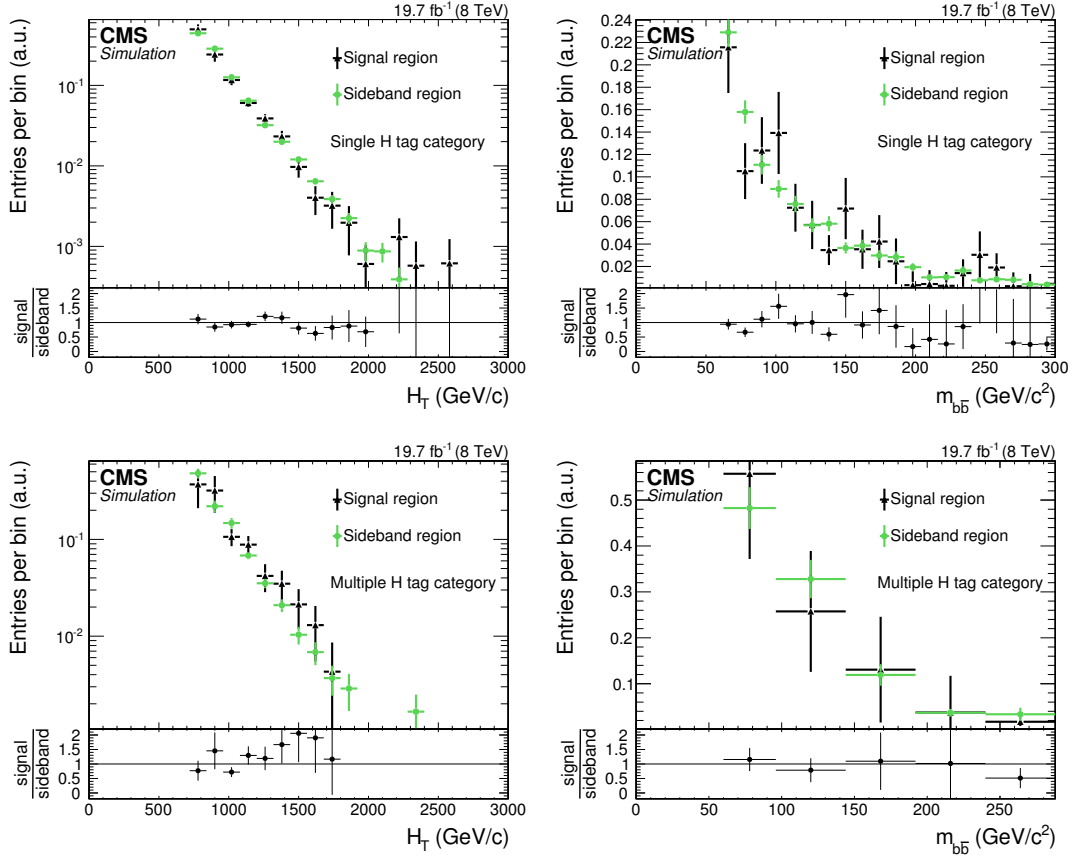 19.7 fb⁻¹ (8 TeV)
CMS
Simulation
Signal region
Sideband region
Single H tag category
Entries per bin (a.u.)
10⁻¹
10⁻²
10⁻³
signal
sideband
2
1.5
1
0.5
0
0 500 1000 1500 2000 2500 3000
H_T (GeV/c)
19.7 fb⁻¹ (8 TeV)
CMS
Simulation
Signal region
Sideband region
Single H tag category
Entries per bin (a.u.)
0.24
0.22
0.20
0.18
0.16
0.14
0.12
0.10
0.08
0.06
0.04
0.02
signal
sideband
2
1.5
1
0.5
0
0 50 100 150 200 250 300
m_bb̅ (GeV/c²)
19.7 fb⁻¹ (8 TeV)
CMS
Simulation
Signal region
Sideband region
Multiple H tag category
Entries per bin (a.u.)
10⁻¹
10⁻²
signal
sideband
2
1.5
1
0.5
0
0 500 1000 1500 2000 2500 3000
H_T (GeV/c)
19.7 fb⁻¹ (8 TeV)
CMS
Simulation
Signal region
Sideband region
Multiple H tag category
Entries per bin (a.u.)
0.5
0.4
0.3
0.2
0.1
signal
sideband
2
1.5
1
0.5
0
0 50 100 150 200 250
m_bb̅ (GeV/c²)